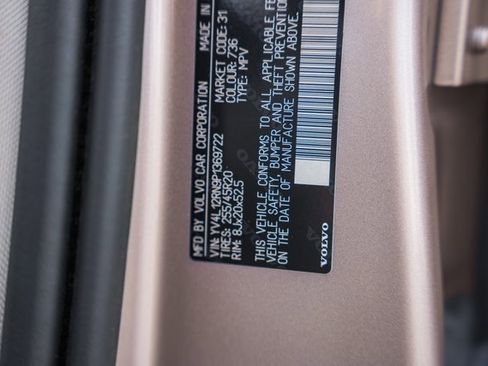 MFD BY VOLVO CAR CORPORATION MADE IN
VIN: YV4L12RN9P1369722 MARKET CODE: 31
TIRES: 255/45R20 COLOUR: 736
RIM: 8Jx20x52.5 TYPE: MPV
THIS VEHICLE CONFORMS TO ALL APPLICABLE FE
VEHICLE SAFETY, BUMPER AND THEFT PREVENTION
ON THE DATE OF MANUFACTURE SHOWN ABOVE.
VOLVO